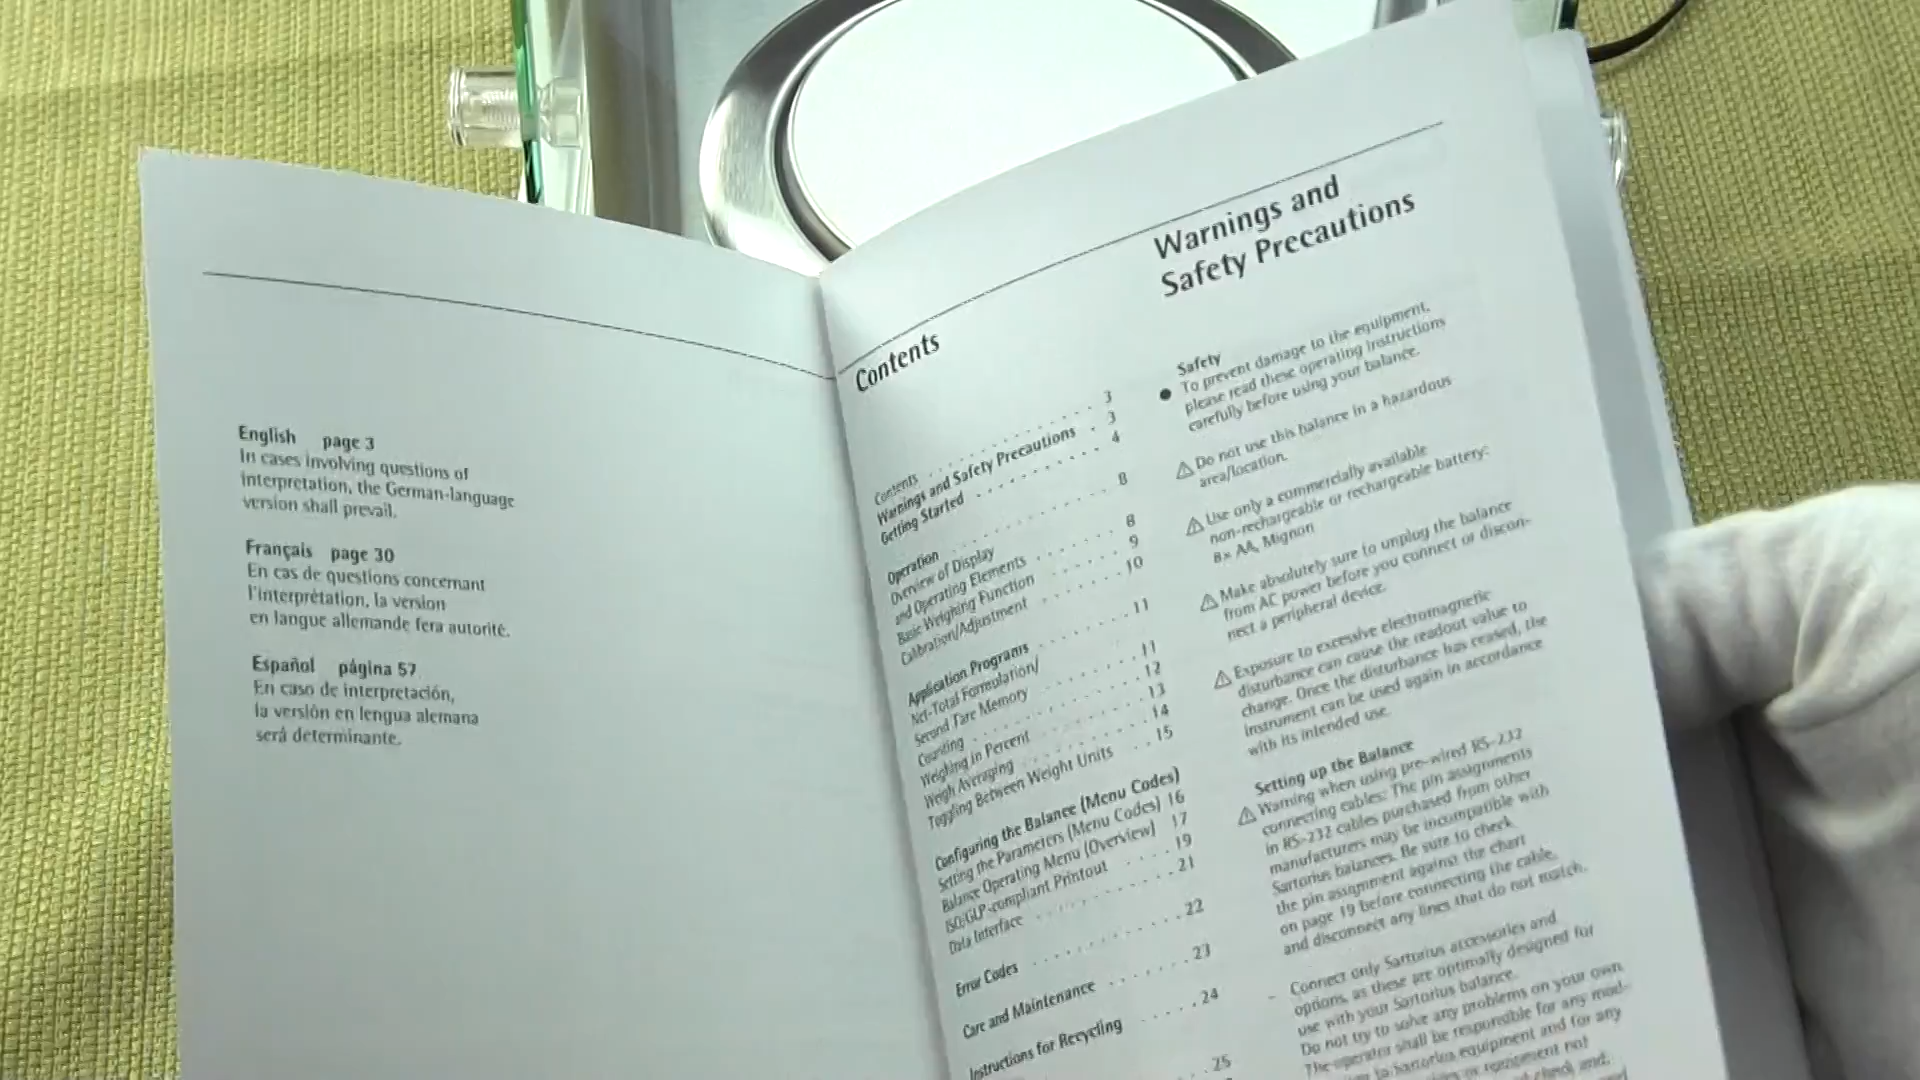 English page 3
In cases involving questions of
interpretation, the German-language
version shall prevail.
Français page 30
En cas de questions concernant
l'interprétation, la version
en langue allemande fera autorité.
Español página 57
En caso de interpretación,
la versión en lengua alemana
será determinante.
Contents
Contents . . . . . . . . . . . . . . . 3
Warnings and Safety Precautions . 3
Getting Started . . . . . . . . . . 4
Operation . . . . . . . . . . . . . 8
Overview of Display
and Operating Elements . . . . . . 8
Basic Weighing Function . . . . . . 9
Calibration/Adjustment . . . . . . 10
Application Programs . . . . . . . 11
Net-Total Formulation/
Second Tare Memory . . . . . . . 11
Counting . . . . . . . . . . . . . 12
Weighing in Percent . . . . . . . 13
Weigh Averaging . . . . . . . . . 14
Toggling Between Weight Units . . 15
Configuring the Balance (Menu Codes)
Setting the Parameters (Menu Codes) 16
Balance Operating Menu (Overview) 17
ISO/GLP-compliant Printout . . . . 19
Data Interface . . . . . . . . . . 21
Error Codes . . . . . . . . . . . . 22
Care and Maintenance . . . . . . . 23
Instructions for Recycling . . . . . 24
. . 25
Warnings and
Safety Precautions
Safety
● To prevent damage to the equipment,
please read these operating instructions
carefully before using your balance.
⚠ Do not use this balance in a hazardous
area/location.
⚠ Use only a commercially available
non-rechargeable or rechargeable battery:
8× AA, Mignon
⚠ Make absolutely sure to unplug the balance
from AC power before you connect or discon-
nect a peripheral device.
⚠ Exposure to excessive electromagnetic
disturbance can cause the readout value to
change. Once the disturbance has ceased, the
instrument can be used again in accordance
with its intended use.
Setting up the Balance
⚠ Warning when using pre-wired RS-232
connecting cables: The pin assignments
in RS-232 cables purchased from other
manufacturers may be incompatible with
Sartorius balances. Be sure to check
the pin assignment against the chart
on page 19 before connecting the cable,
and disconnect any lines that do not match.
– Connect only Sartorius accessories and
options, as these are optimally designed for
use with your Sartorius balance.
Do not try to solve any problems on your own.
The operator shall be responsible for any mod-
to Sartorius equipment and for any
or equipment not